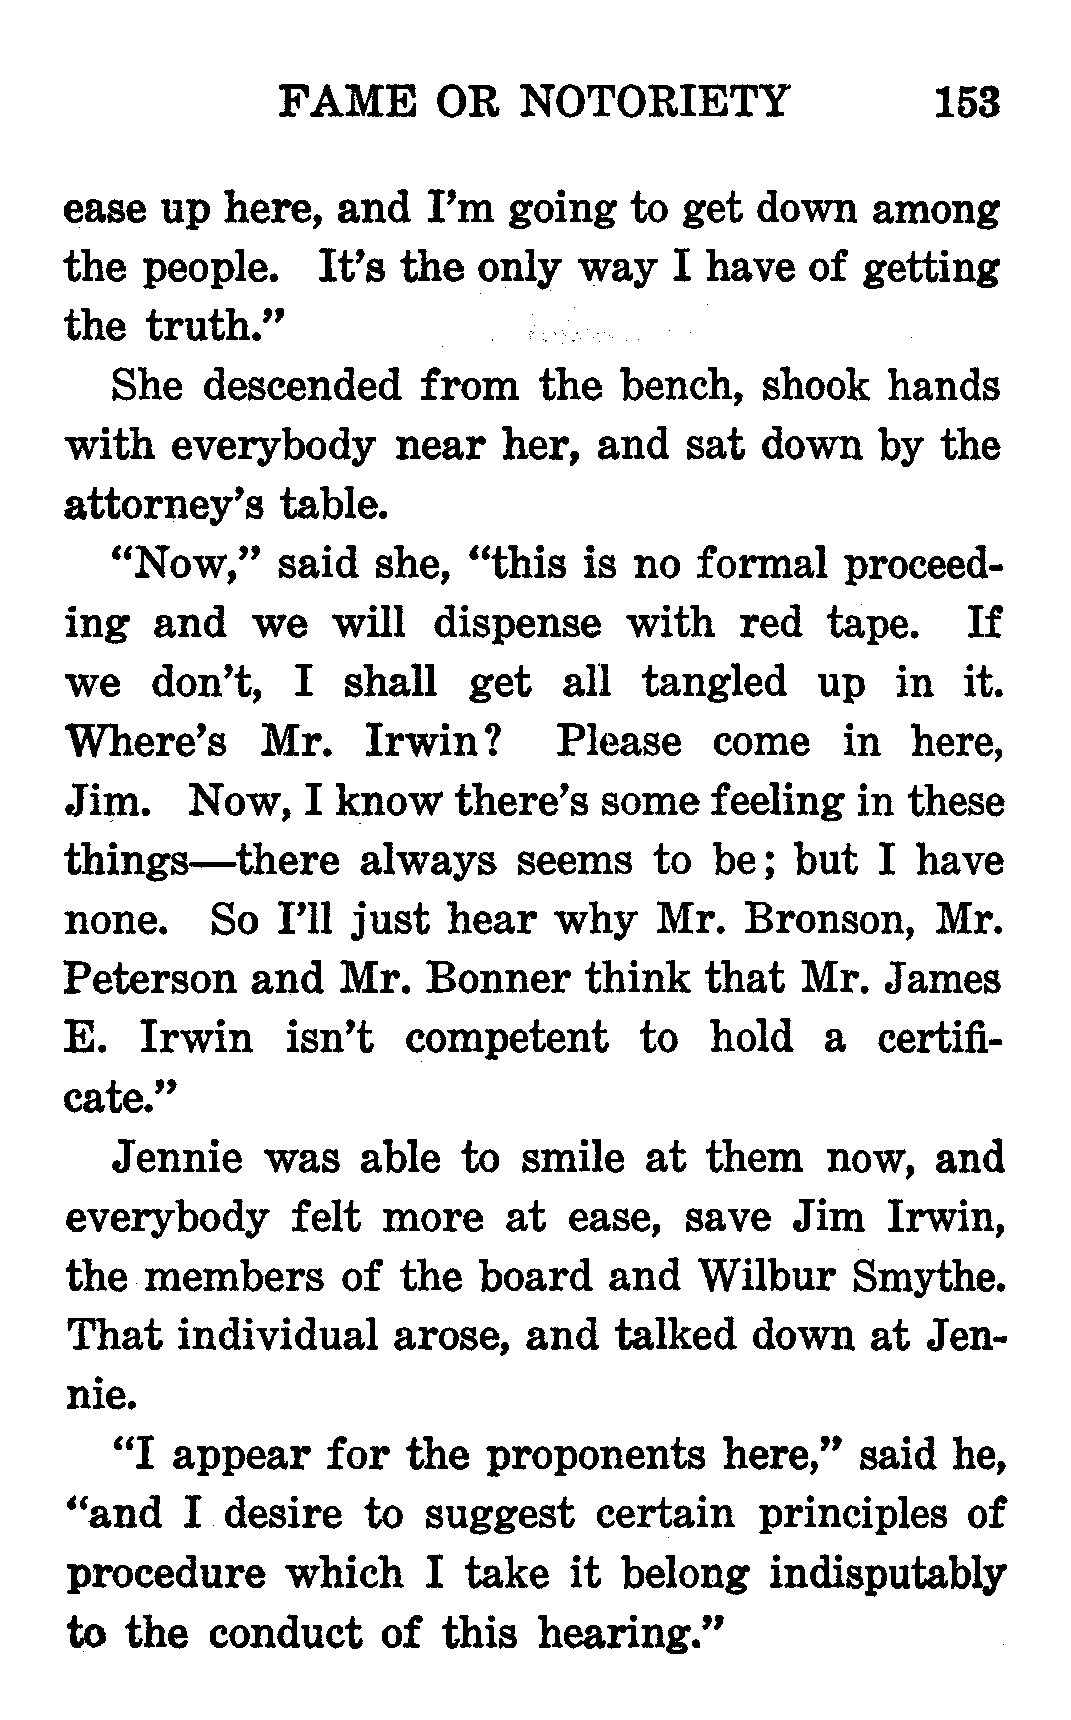 FAME OR NOTORIETY 153
ease up here, and I'm going to get down among
the people. It's the only way I have of getting
the truth."
She descended from the bench, shook hands
with everybody near her, and sat down by the
attorney's table.
"Now," said she, "this is no formal proceed-
ing and we will dispense with red tape. If
we don't, I shall get all tangled up in it.
Where's Mr. Irwin? Please come in here,
Jim. Now, I know there's some feeling in these
things—there always seems to be; but I have
none. So I'll just hear why Mr. Bronson, Mr.
Peterson and Mr. Bonner think that Mr. James
E. Irwin isn't competent to hold a certifi-
cate."
Jennie was able to smile at them now, and
everybody felt more at ease, save Jim Irwin,
the members of the board and Wilbur Smythe.
That individual arose, and talked down at Jen-
nie.
"I appear for the proponents here," said he,
"and I desire to suggest certain principles of
procedure which I take it belong indisputably
to the conduct of this hearing."